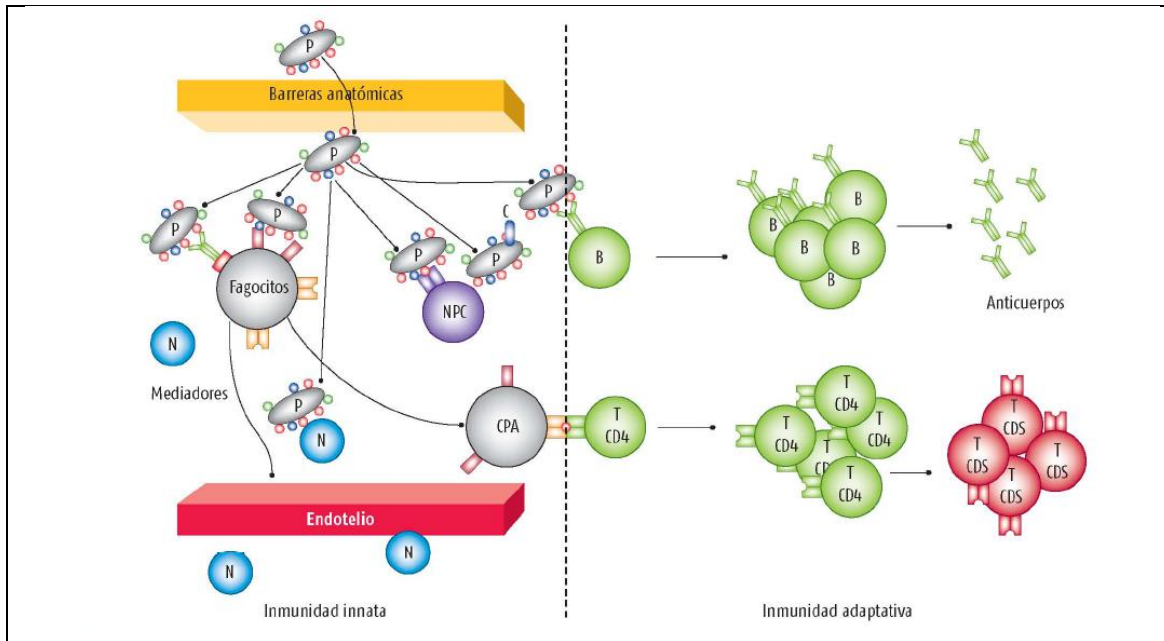 P
Barreras anatómicas
P
P
P
P
C
P
P
B
Fagocitos
NPC
B
B
B
B
B
Anticuerpos
N
Mediadores
P
N
CPA
T
CD4
T
CD4
T
CD4
T
CD4
T
CD4
T
T
CDS
T
CDS
T
CDS
T
CDS
Endotelio
N
N
Inmunidad innata
Inmunidad adaptativa